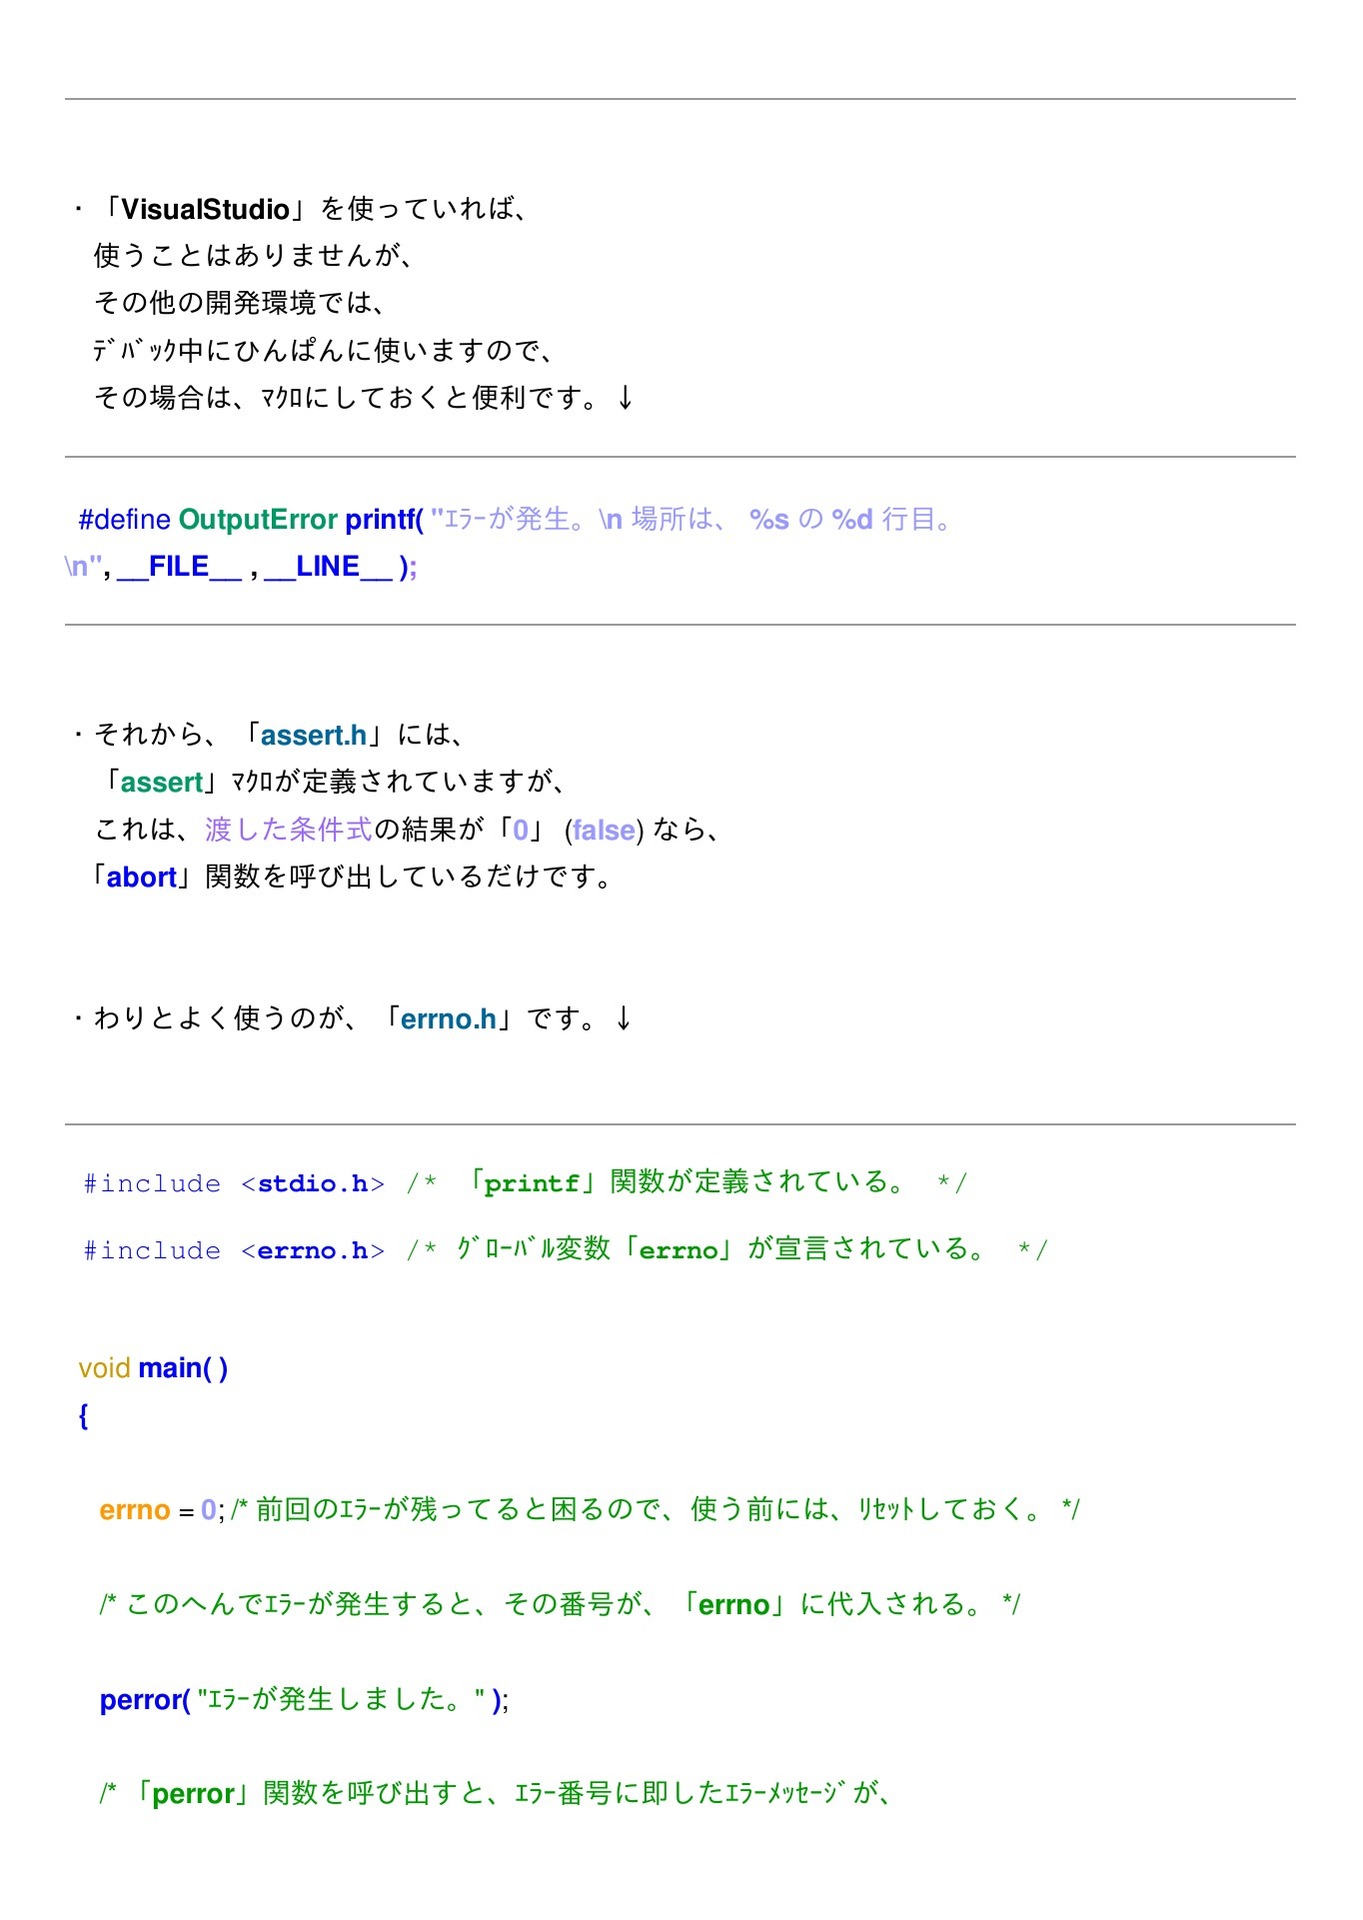 ・「VisualStudio」を使っていれば、
使うことはありませんが、
その他の開発環境では、
ﾃﾞﾊﾞｯｸ中にひんぱんに使いますので、
その場合は、ﾏｸﾛにしておくと便利です。↓
#define OutputError printf( "ｴﾗｰが発生。\n 場所は、 %s の %d 行目。
\n", __FILE__ , __LINE__ );
・それから、「assert.h」には、
「assert」ﾏｸﾛが定義されていますが、
これは、渡した条件式の結果が「0」 (false) なら、
「abort」関数を呼び出しているだけです。
・わりとよく使うのが、「errno.h」です。↓
#include <stdio.h> /* 「printf」関数が定義されている。 */
#include <errno.h> /* ｸﾞﾛｰﾊﾞﾙ変数「errno」が宣言されている。 */
void main( )
{
errno = 0; /* 前回のｴﾗｰが残ってると困るので、使う前には、ﾘｾｯﾄしておく。 */
/* このへんでｴﾗｰが発生すると、その番号が、「errno」に代入される。 */
perror( "ｴﾗｰが発生しました。" );
/* 「perror」関数を呼び出すと、ｴﾗｰ番号に即したｴﾗｰﾒｯｾｰｼﾞが、